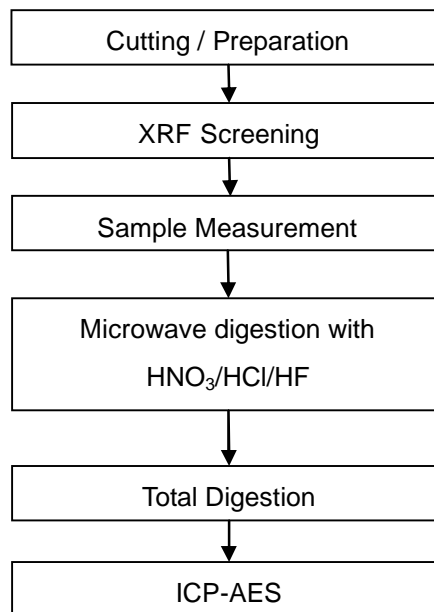 Cutting / Preparation
XRF Screening
Sample Measurement
Microwave digestion with
HNO₃/HCl/HF
Total Digestion
ICP-AES